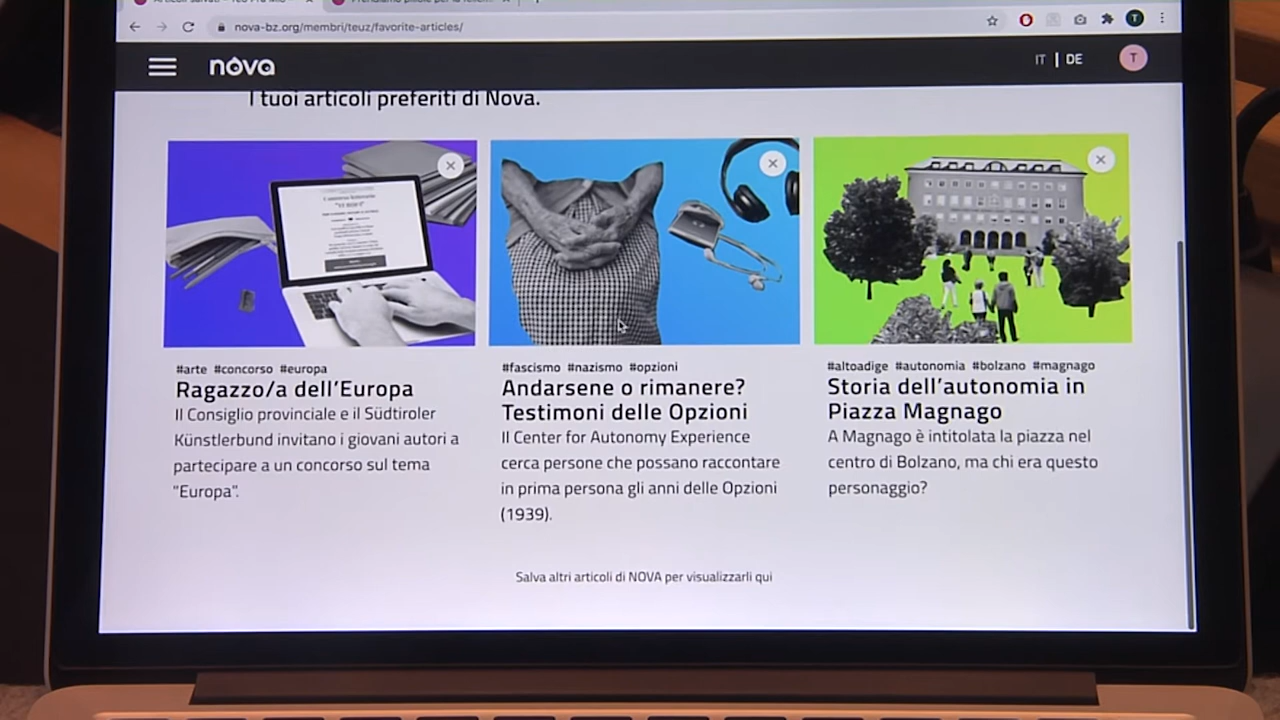 nova-bz.org/membri/teuz/favorite-articles/
T
nova
IT | DE
T
I tuoi articoli preferiti di Nova.
#arte #concorso #europa
Ragazzo/a dell'Europa
Il Consiglio provinciale e il Südtiroler
Künstlerbund invitano i giovani autori a
partecipare a un concorso sul tema
"Europa".
#fascismo #nazismo #opzioni
Andarsene o rimanere?
Testimoni delle Opzioni
Il Center for Autonomy Experience
cerca persone che possano raccontare
in prima persona gli anni delle Opzioni
(1939).
#altoadige #autonomia #bolzano #magnago
Storia dell'autonomia in
Piazza Magnago
A Magnago è intitolata la piazza nel
centro di Bolzano, ma chi era questo
personaggio?
Salva altri articoli di NOVA per visualizzarli qui